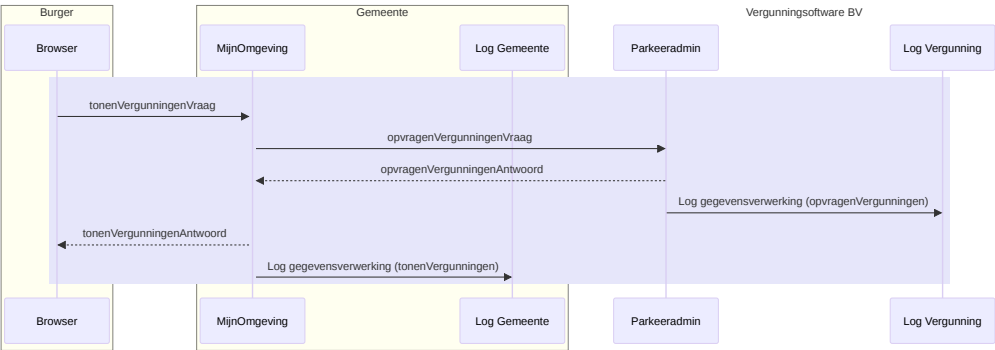 Burger
Gemeente
Vergunningsoftware BV
Browser
MijnOmgeving
Log Gemeente
Parkeeradmin
Log Vergunning
tonenVergunningenVraag
opvragenVergunningenVraag
opvragenVergunningenAntwoord
Log gegevensverwerking (opvragenVergunningen)
tonenVergunningenAntwoord
Log gegevensverwerking (tonenVergunningen)
Browser
MijnOmgeving
Log Gemeente
Parkeeradmin
Log Vergunning